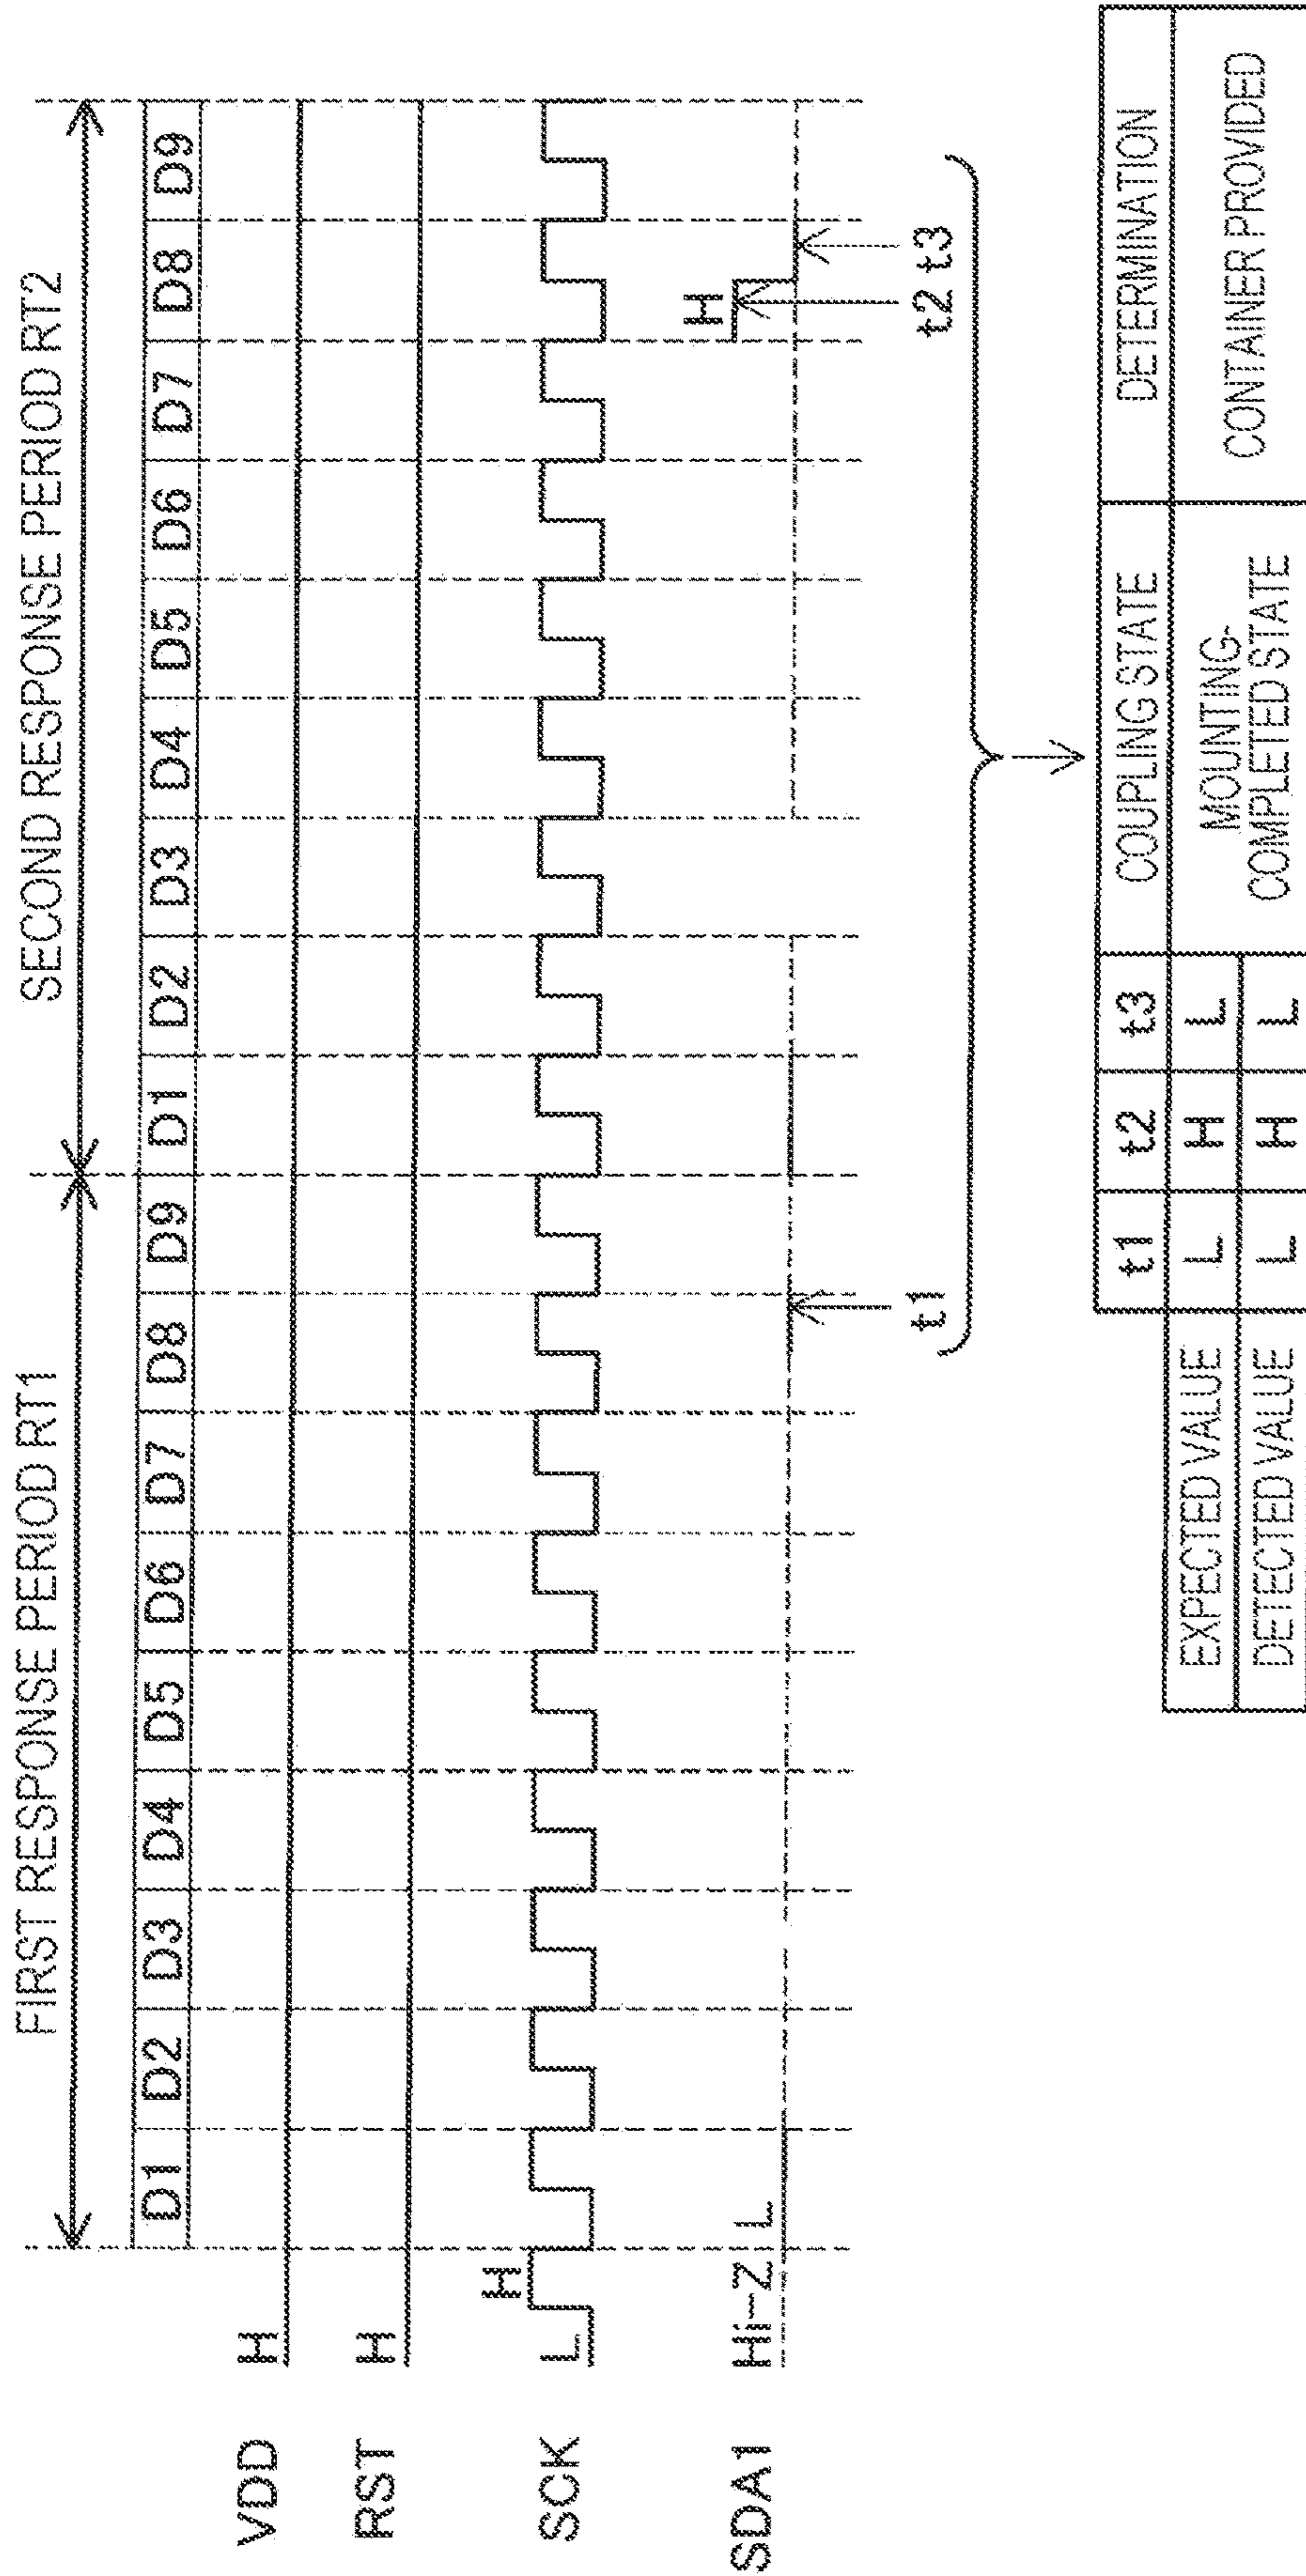 FIRST RESPONSE PERIOD RT1 SECOND RESPONSE PERIOD RT2
D1 D2 D3 D4 D5 D6 D7 D8 D9 D1 D2 D3 D4 D5 D6 D7 D8 D9
VDD H
RST H
SCK L H
SDA1 Hi-Z L H
t1 t2 t3
t1 t2 t3 COUPLING STATE DETERMINATION
EXPECTED VALUE L H L
DETECTED VALUE L H L
MOUNTING-
COMPLETED STATE
CONTAINER PROVIDED